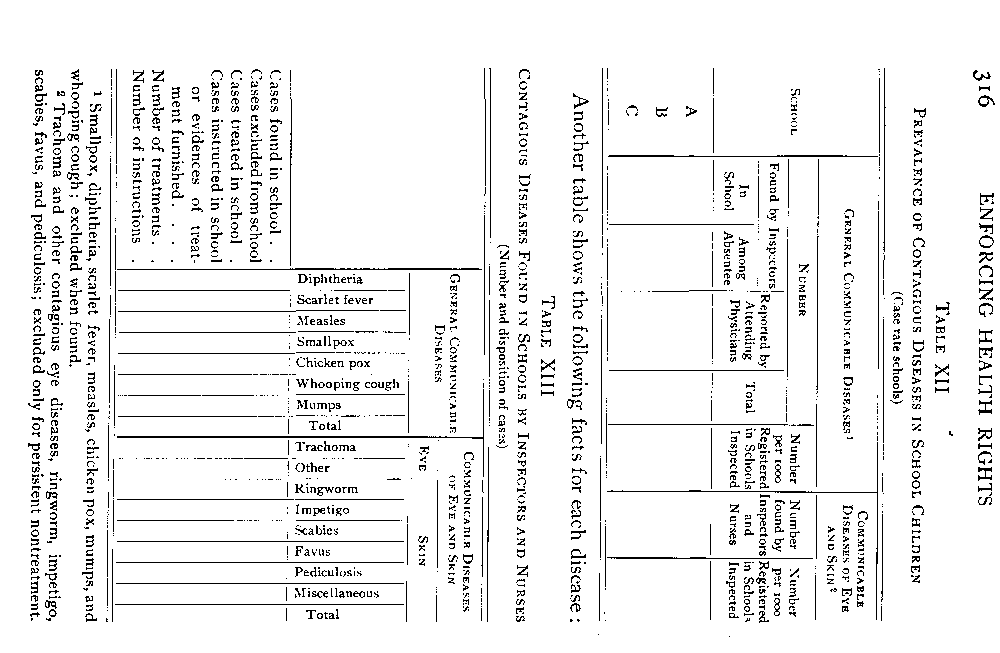 316 ENFORCING HEALTH RIGHTS
TABLE XII
PREVALENCE OF CONTAGIOUS DISEASES IN SCHOOL CHILDREN
(Case rate schools)
SCHOOL
GENERAL COMMUNICABLE DISEASES¹
COMMUNICABLE
DISEASES OF EYE
AND SKIN²
NUMBER
Number
per 1000
Registered
in Schools
Inspected
Number
found by
Inspectors
and
Nurses
Number
per 1000
Registered
in Schools
Inspected
Found by Inspectors
Reported by
Attending
Physicians
Total
In
School
Among
Absentee
A
B
C
Another table shows the following facts for each disease:
TABLE XIII
CONTAGIOUS DISEASES FOUND IN SCHOOLS BY INSPECTORS AND NURSES
(Number and disposition of cases)
GENERAL COMMUNICABLE
DISEASES
COMMUNICABLE DISEASES
OF EYE AND SKIN
EYE
SKIN
Diphtheria
Scarlet fever
Measles
Smallpox
Chicken pox
Whooping cough
Mumps
Total
Trachoma
Other
Ringworm
Impetigo
Scabies
Favus
Pediculosis
Miscellaneous
Total
Cases found in school .
Cases excluded from school
Cases treated in school .
Cases instructed in school
or evidences of treat-
ment furnished . . .
Number of treatments .
Number of instructions .
¹ Smallpox, diphtheria, scarlet fever, measles, chicken pox, mumps, and
whooping cough; excluded when found.
² Trachoma and other contagious eye diseases, ringworm, impetigo,
scabies, favus, and pediculosis; excluded only for persistent nontreatment.